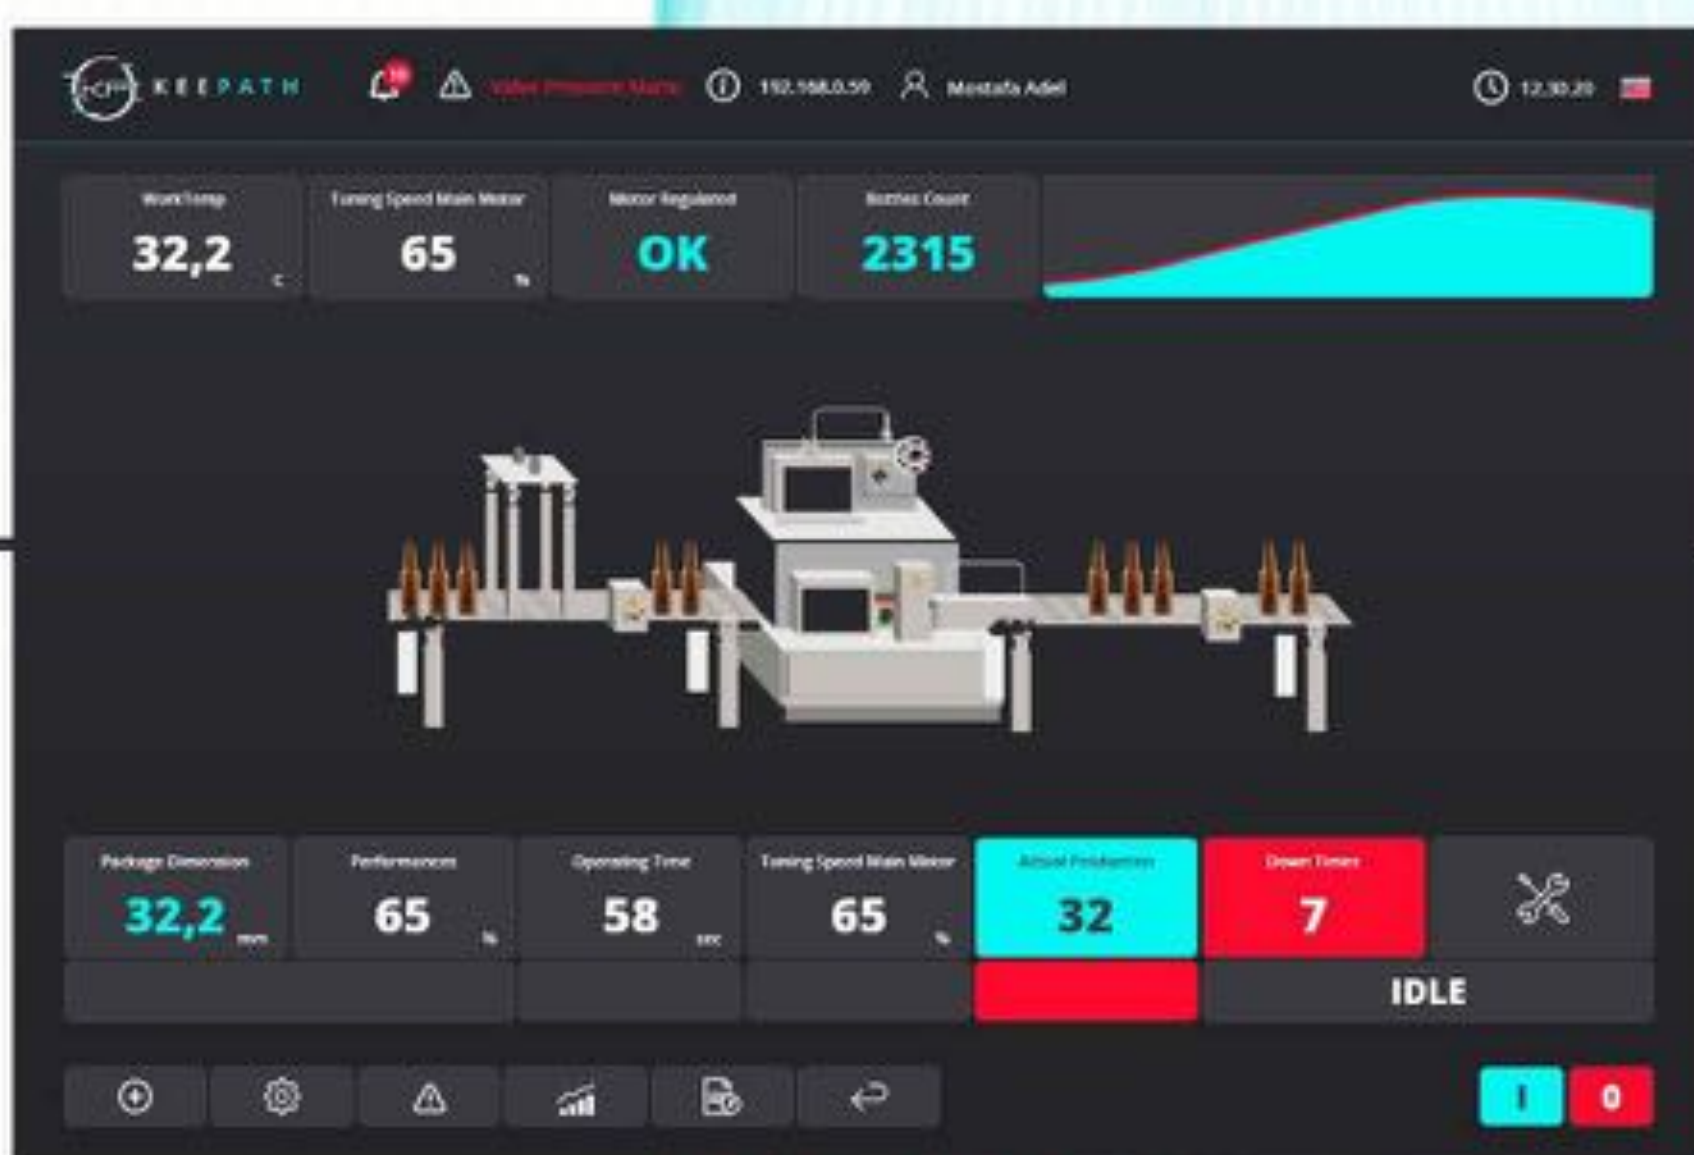 KEEPATH
192.168.0.59
Mostafa Adel
12.30.20
Work Temp
32,2
c
Tuning Speed Main Motor
65
%
Motor Regulated
OK
Bottles Count
2315
Package Dimension
32,2
mm
Performances
65
%
Operating Time
58
sec
Tuning Speed Main Motor
65
%
Actual Production
32
Down Times
7
IDLE
I
0